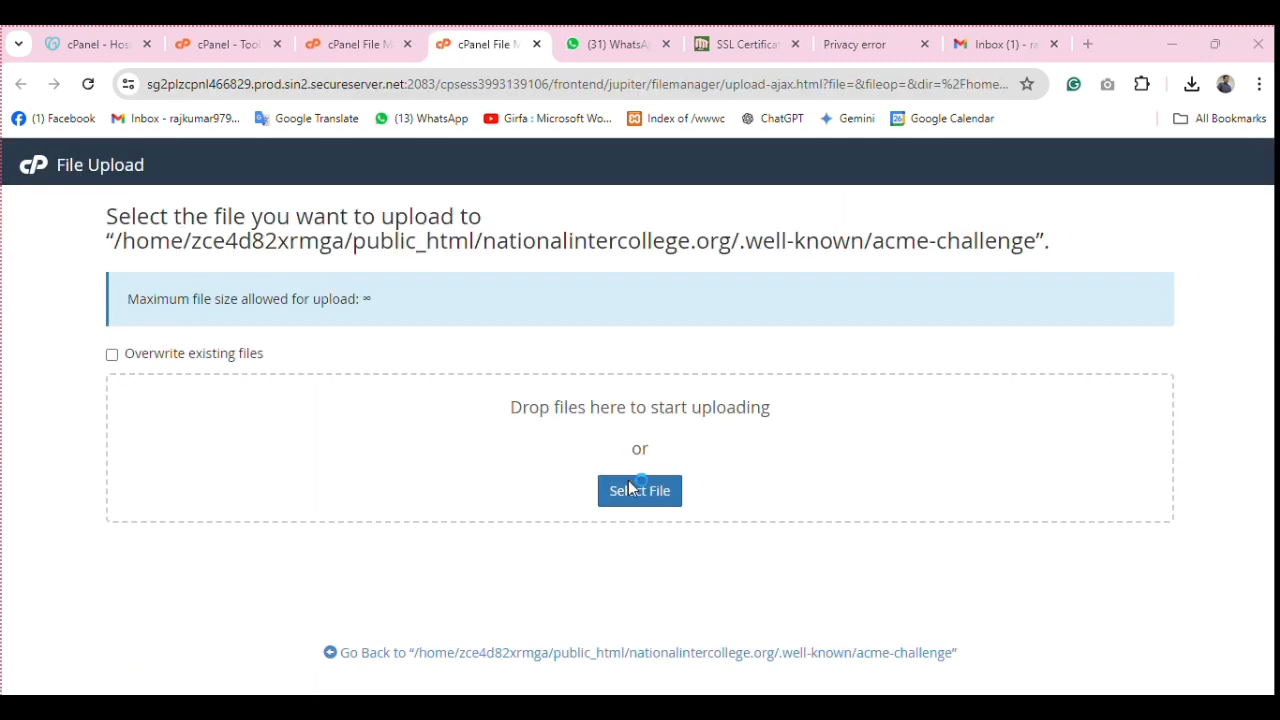 cPanel - Hos
cPanel - Tool
cPanel File M
cPanel File M
(31) WhatsA
SSL Certifica
Privacy error
Inbox (1) - ra
sg2plzcpnl466829.prod.sin2.secureserver.net:2083/cpsess3993139106/frontend/jupiter/filemanager/upload-ajax.html?file=&fileop=&dir=%2Fhome...
(1) Facebook
Inbox - rajkumar979...
Google Translate
(13) WhatsApp
Girfa : Microsoft Wo...
Index of /wwwc
ChatGPT
Gemini
Google Calendar
All Bookmarks
cP File Upload
Select the file you want to upload to
“/home/zce4d82xrmga/public_html/nationalintercollege.org/.well-known/acme-challenge”.
Maximum file size allowed for upload: ∞
Overwrite existing files
Drop files here to start uploading
or
Select File
Go Back to “/home/zce4d82xrmga/public_html/nationalintercollege.org/.well-known/acme-challenge”